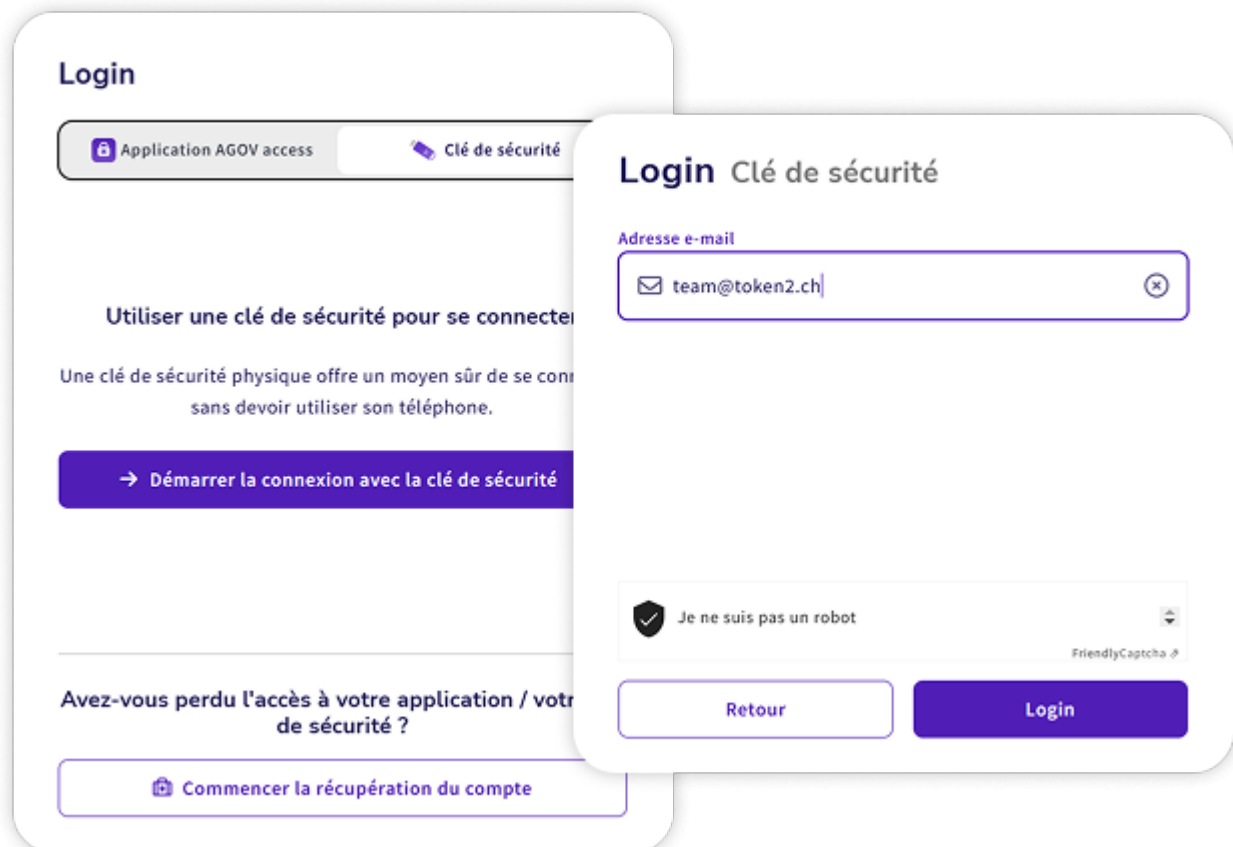 Login
Application AGOV access
Clé de sécurité
Utiliser une clé de sécurité pour se connecter
Une clé de sécurité physique offre un moyen sûr de se
sans devoir utiliser son téléphone.
Démarrer la connexion avec la clé de sécurité
Avez-vous perdu l'accès à votre application /
de sécurité ?
Commencer la récupération du compte
Login Clé de sécurité
Adresse e-mail
team@token2.ch
Je ne suis pas un robot
FriendlyCaptcha
Retour
Login